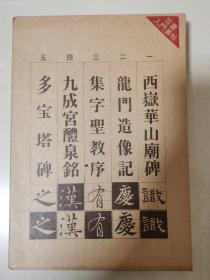 一 西嶽華山廟碑 識 識
二 龍門造像記 慶 慶
三 集字聖教序 有 有
四 九成宮醴泉銘 漢 漢
五 多宝塔碑 之 之